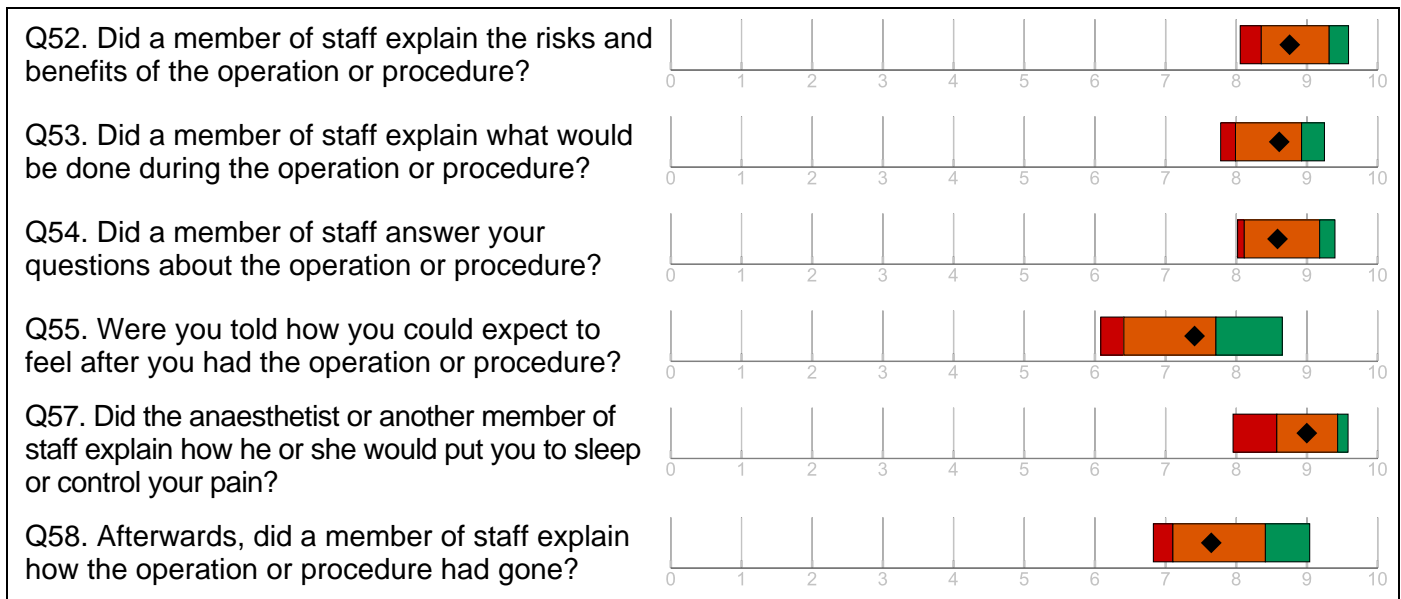 Q52. Did a member of staff explain the risks and
benefits of the operation or procedure?
0 1 2 3 4 5 6 7 8 9 10
Q53. Did a member of staff explain what would
be done during the operation or procedure?
0 1 2 3 4 5 6 7 8 9 10
Q54. Did a member of staff answer your
questions about the operation or procedure?
0 1 2 3 4 5 6 7 8 9 10
Q55. Were you told how you could expect to
feel after you had the operation or procedure?
0 1 2 3 4 5 6 7 8 9 10
Q57. Did the anaesthetist or another member of
staff explain how he or she would put you to sleep
or control your pain?
0 1 2 3 4 5 6 7 8 9 10
Q58. Afterwards, did a member of staff explain
how the operation or procedure had gone?
0 1 2 3 4 5 6 7 8 9 10